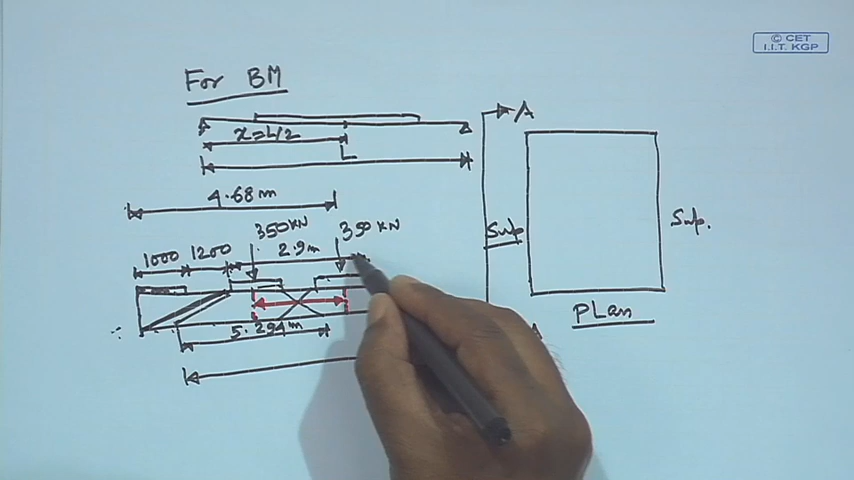 © CET
I.I.T. KGP
For BM
A
x=L/2
L
4.68 m
350 KN
350 KN
Sup
Sup.
1000
1200
2.9 m
5.294 m
PLan